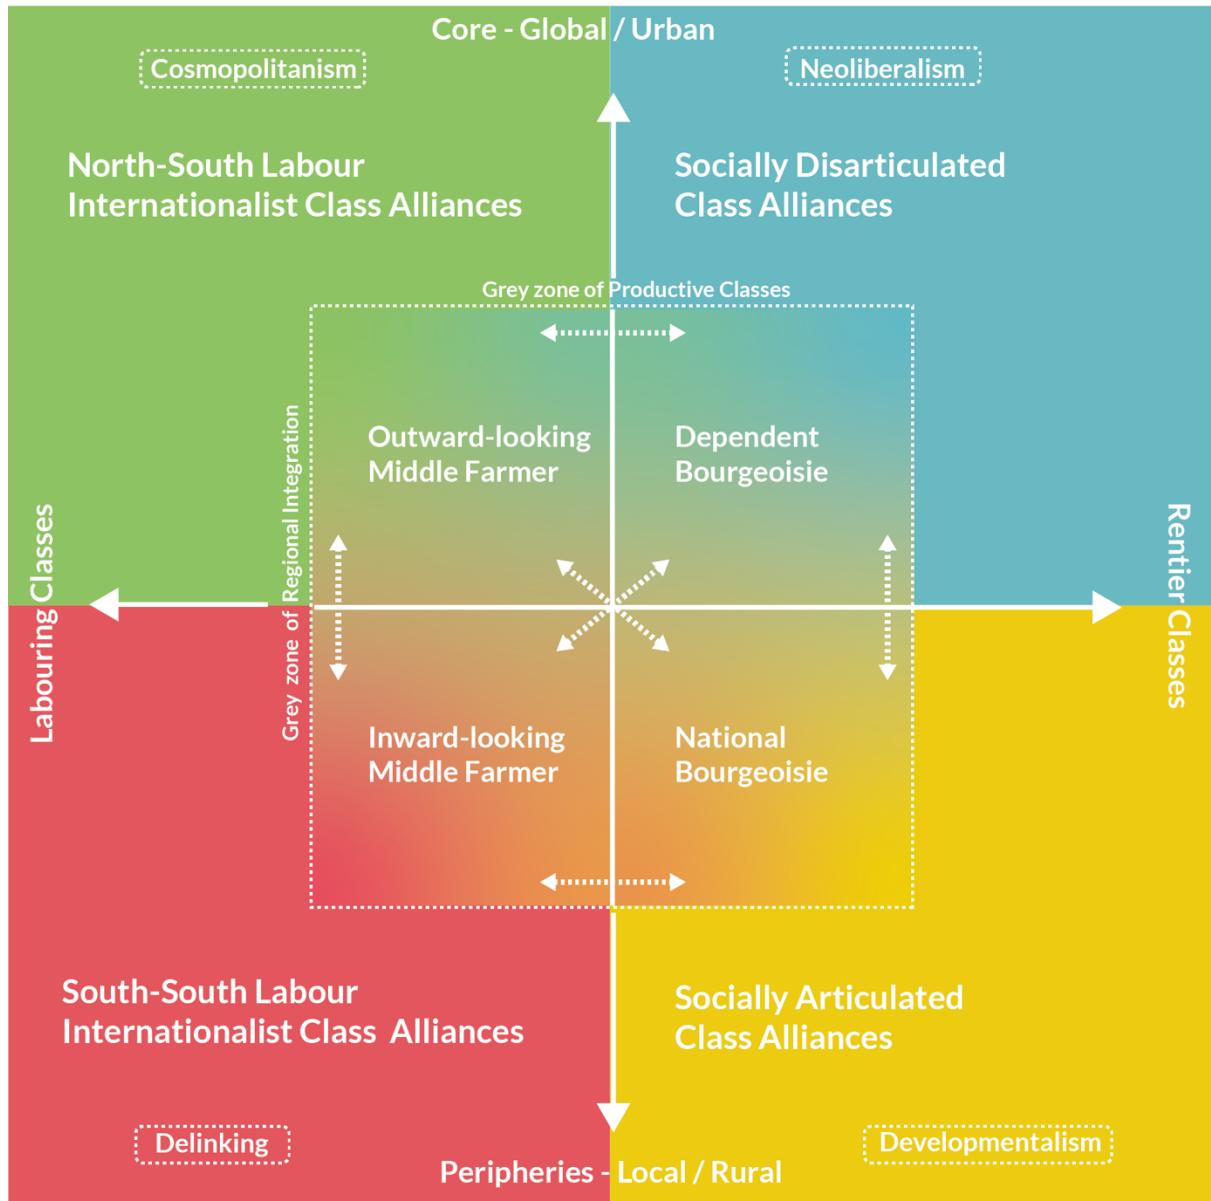 Core - Global / Urban
Cosmopolitanism
Neoliberalism
North-South Labour
Internationalist Class Alliances
Socially Disarticulated
Class Alliances
Grey zone of Productive Classes
Grey zone of Regional Integration
Outward-looking
Middle Farmer
Dependent
Bourgeoisie
Labouring Classes
Rentier Classes
Inward-looking
Middle Farmer
National
Bourgeoisie
South-South Labour
Internationalist Class Alliances
Socially Articulated
Class Alliances
Delinking
Developmentalism
Peripheries - Local / Rural